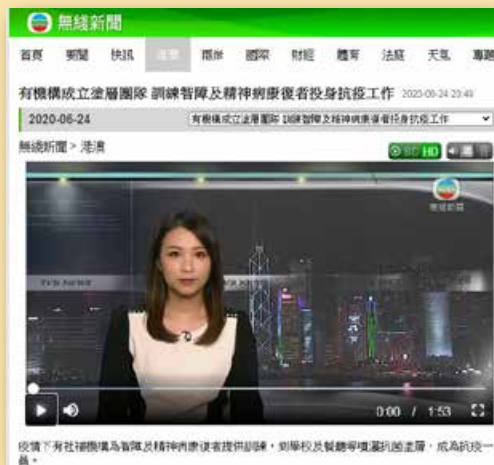 無綫新聞
首頁 要聞 快訊 港澳 兩岸 國際 財經 體育 法庭 天氣 專題
有機構成立塗層團隊 訓練智障及精神病康復者投身抗疫工作 2020-06-24 23:49
2020-06-24 有機構成立塗層團隊 訓練智障及精神病康復者投身抗疫工作
無綫新聞 > 港澳 HD
無綫新聞
0:00 / 1:53
疫情下有社福機構為智障及精神病康復者提供訓練，到學校及餐廳等噴灑抗菌塗層，成為抗疫一
員。